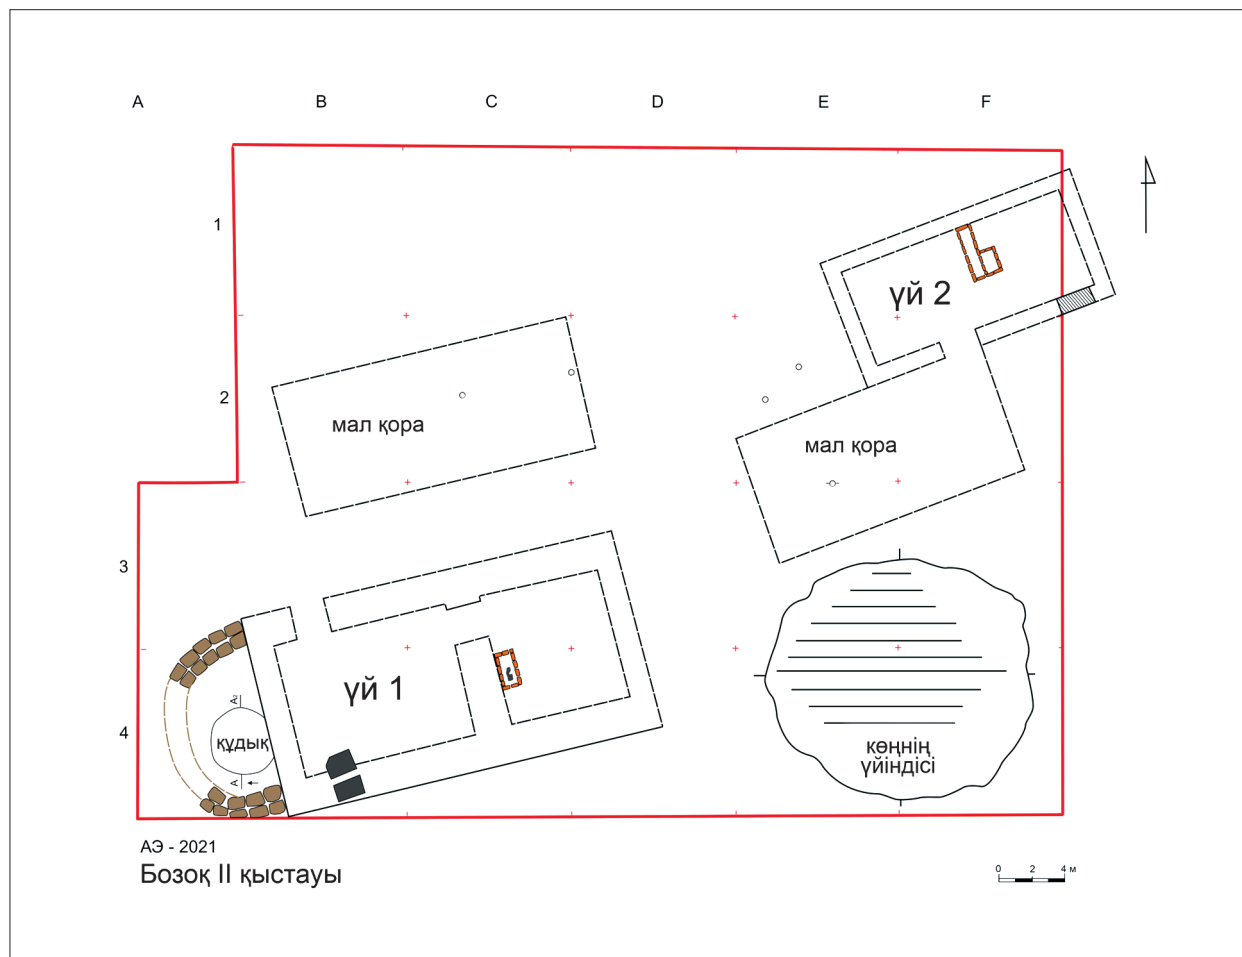 A B C D E F
1
үй 2
2
мал қора
мал қора
3
үй 1
A₂
4
құдық
көңнің
үйіндісі
A
АЭ - 2021
Бозоқ II қыстауы
0 2 4 м